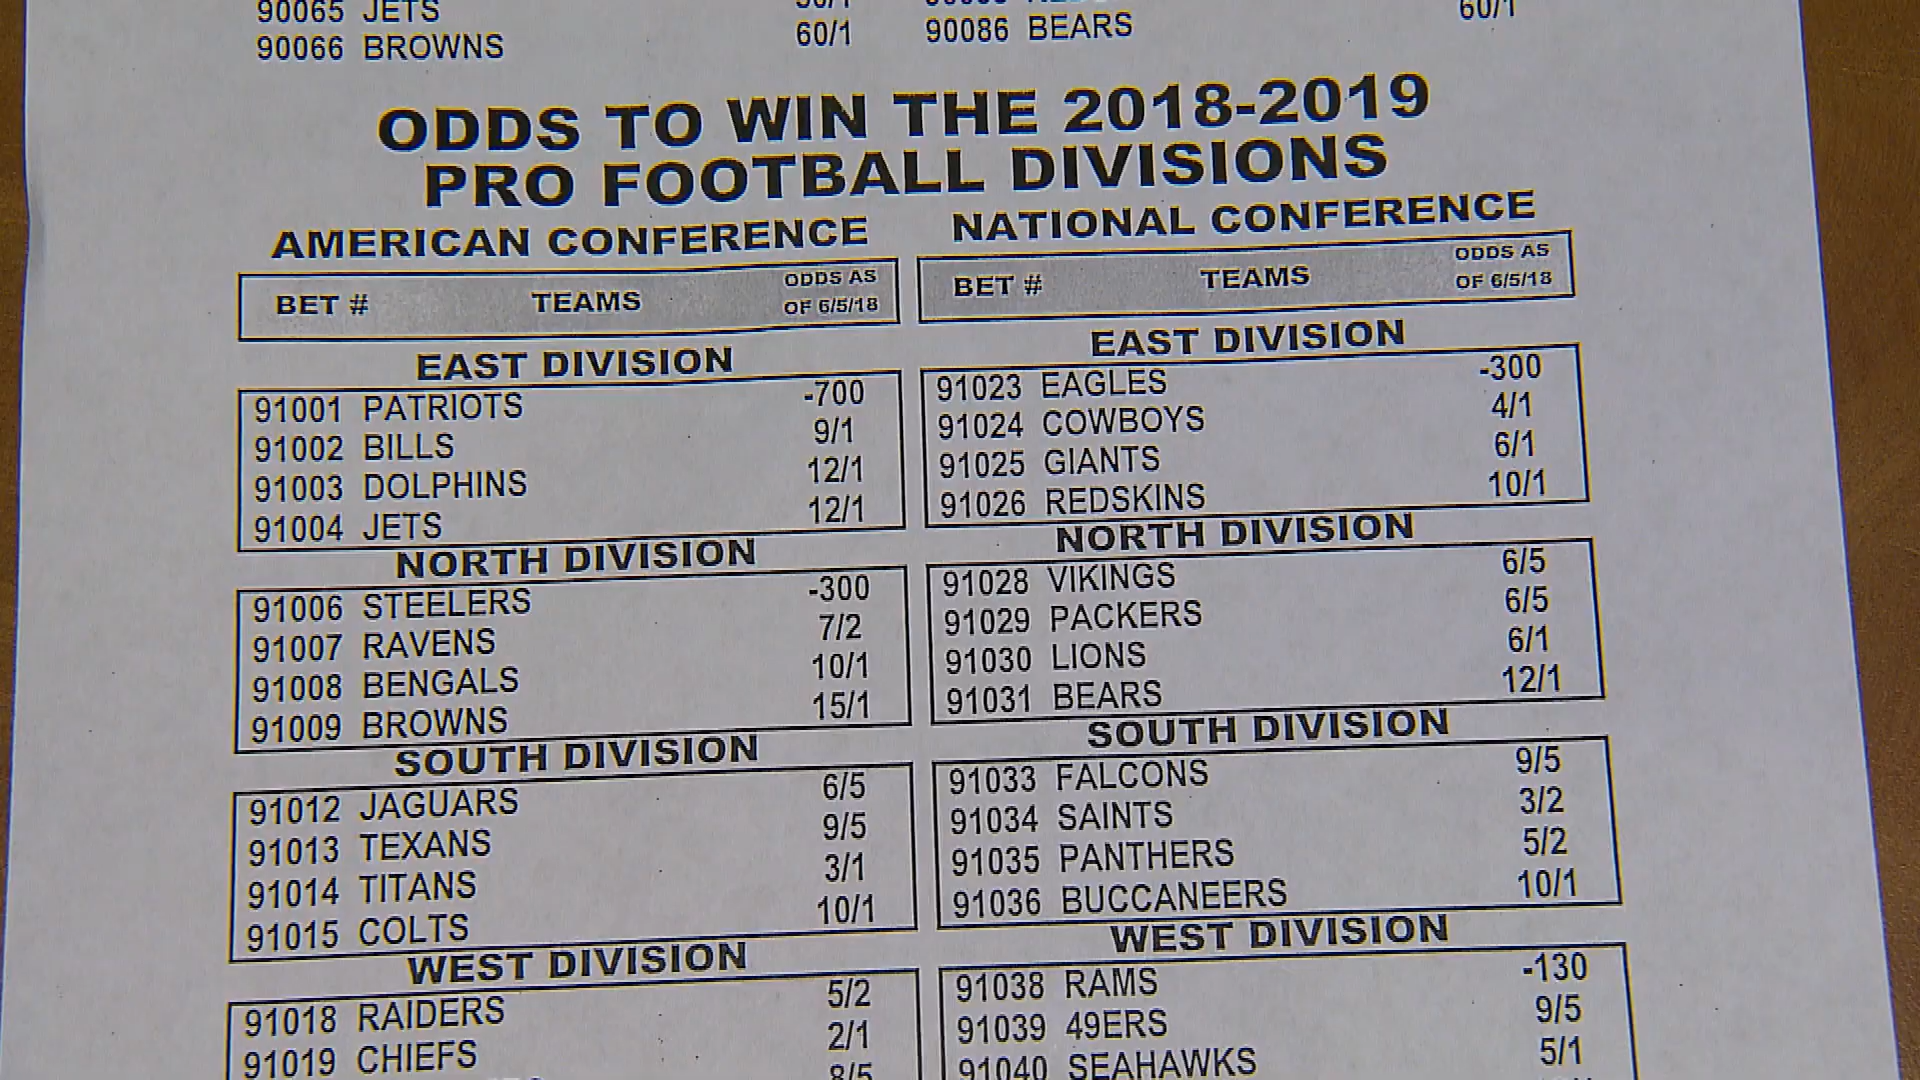 90065 JETS
90066 BROWNS 60/1 90086 BEARS 60/1
ODDS TO WIN THE 2018-2019
PRO FOOTBALL DIVISIONS
AMERICAN CONFERENCE
BET # TEAMS ODDS AS
OF 6/5/18
EAST DIVISION
91001 PATRIOTS -700
91002 BILLS 9/1
91003 DOLPHINS 12/1
91004 JETS 12/1
NORTH DIVISION
91006 STEELERS -300
91007 RAVENS 7/2
91008 BENGALS 10/1
91009 BROWNS 15/1
SOUTH DIVISION
91012 JAGUARS 6/5
91013 TEXANS 9/5
91014 TITANS 3/1
91015 COLTS 10/1
WEST DIVISION
91018 RAIDERS 5/2
91019 CHIEFS 2/1
8/5
NATIONAL CONFERENCE
BET # TEAMS ODDS AS
OF 6/5/18
EAST DIVISION
91023 EAGLES -300
91024 COWBOYS 4/1
91025 GIANTS 6/1
91026 REDSKINS 10/1
NORTH DIVISION
91028 VIKINGS 6/5
91029 PACKERS 6/5
91030 LIONS 6/1
91031 BEARS 12/1
SOUTH DIVISION
91033 FALCONS 9/5
91034 SAINTS 3/2
91035 PANTHERS 5/2
91036 BUCCANEERS 10/1
WEST DIVISION
91038 RAMS -130
91039 49ERS 9/5
91040 SEAHAWKS 5/1